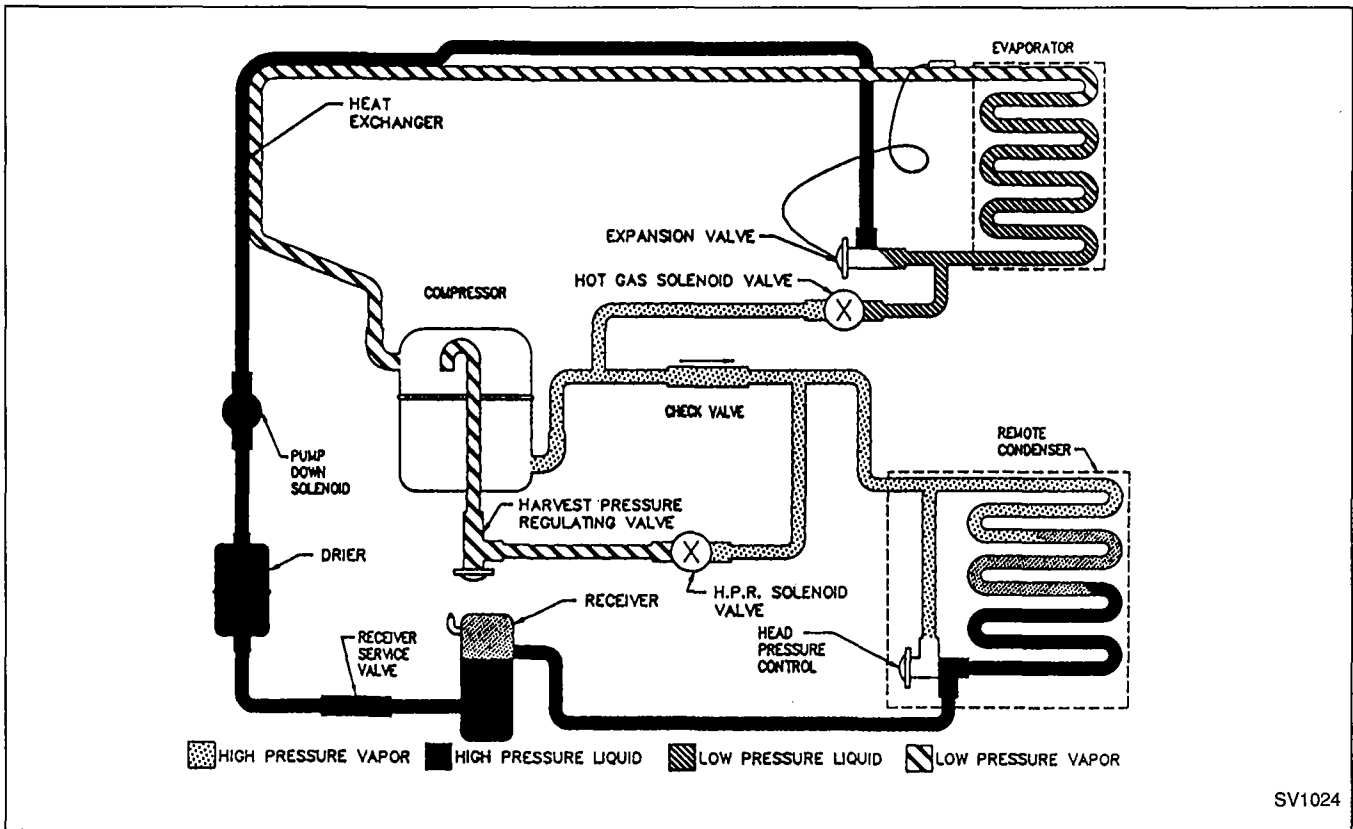 EVAPORATOR
HEAT
EXCHANGER
EXPANSION VALVE
HOT GAS SOLENOID VALVE
COMPRESSOR
CHECK VALVE
REMOTE
CONDENSER
PUMP
DOWN
SOLENOID
HARVEST PRESSURE
REGULATING VALVE
X
X
DRIER
RECEIVER
H.P.R. SOLENOID
VALVE
RECEIVER
SERVICE
VALVE
HEAD
PRESSURE
CONTROL
HIGH PRESSURE VAPOR
HIGH PRESSURE LIQUID
LOW PRESSURE LIQUID
LOW PRESSURE VAPOR
SV1024